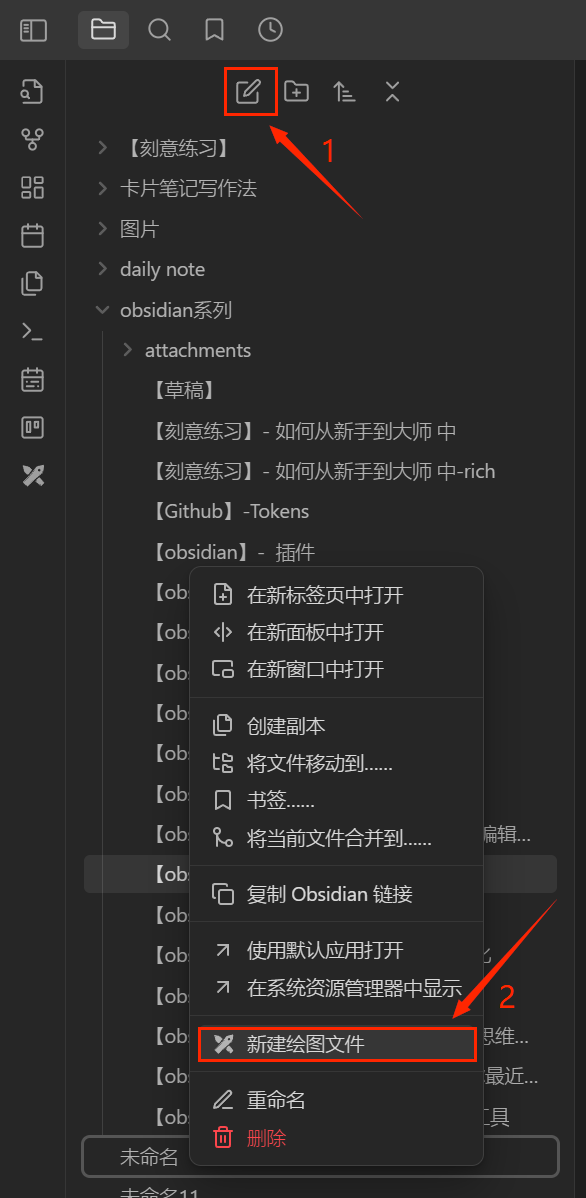 1
【刻意练习】
卡片笔记写作法
图片
daily note
obsidian系列
attachments
【草稿】
【刻意练习】- 如何从新手到大师 中
【刻意练习】- 如何从新手到大师 中-rich
【Github】-Tokens
【obsidian】- 插件
【obs
在新标签页中打开
【obs
在新面板中打开
【obs
在新窗口中打开
【obs
创建副本
【obs
将文件移动到......
【obs
书签......
【obs
将当前文件合并到......
编辑...
【obs
复制 Obsidian 链接
【obs
【obs
使用默认应用打开
【obs
在系统资源管理器中显示
2
【obs
新建绘图文件
思维...
【obs
最近...
重命名
【obs
工具
删除
未命名
未命名11